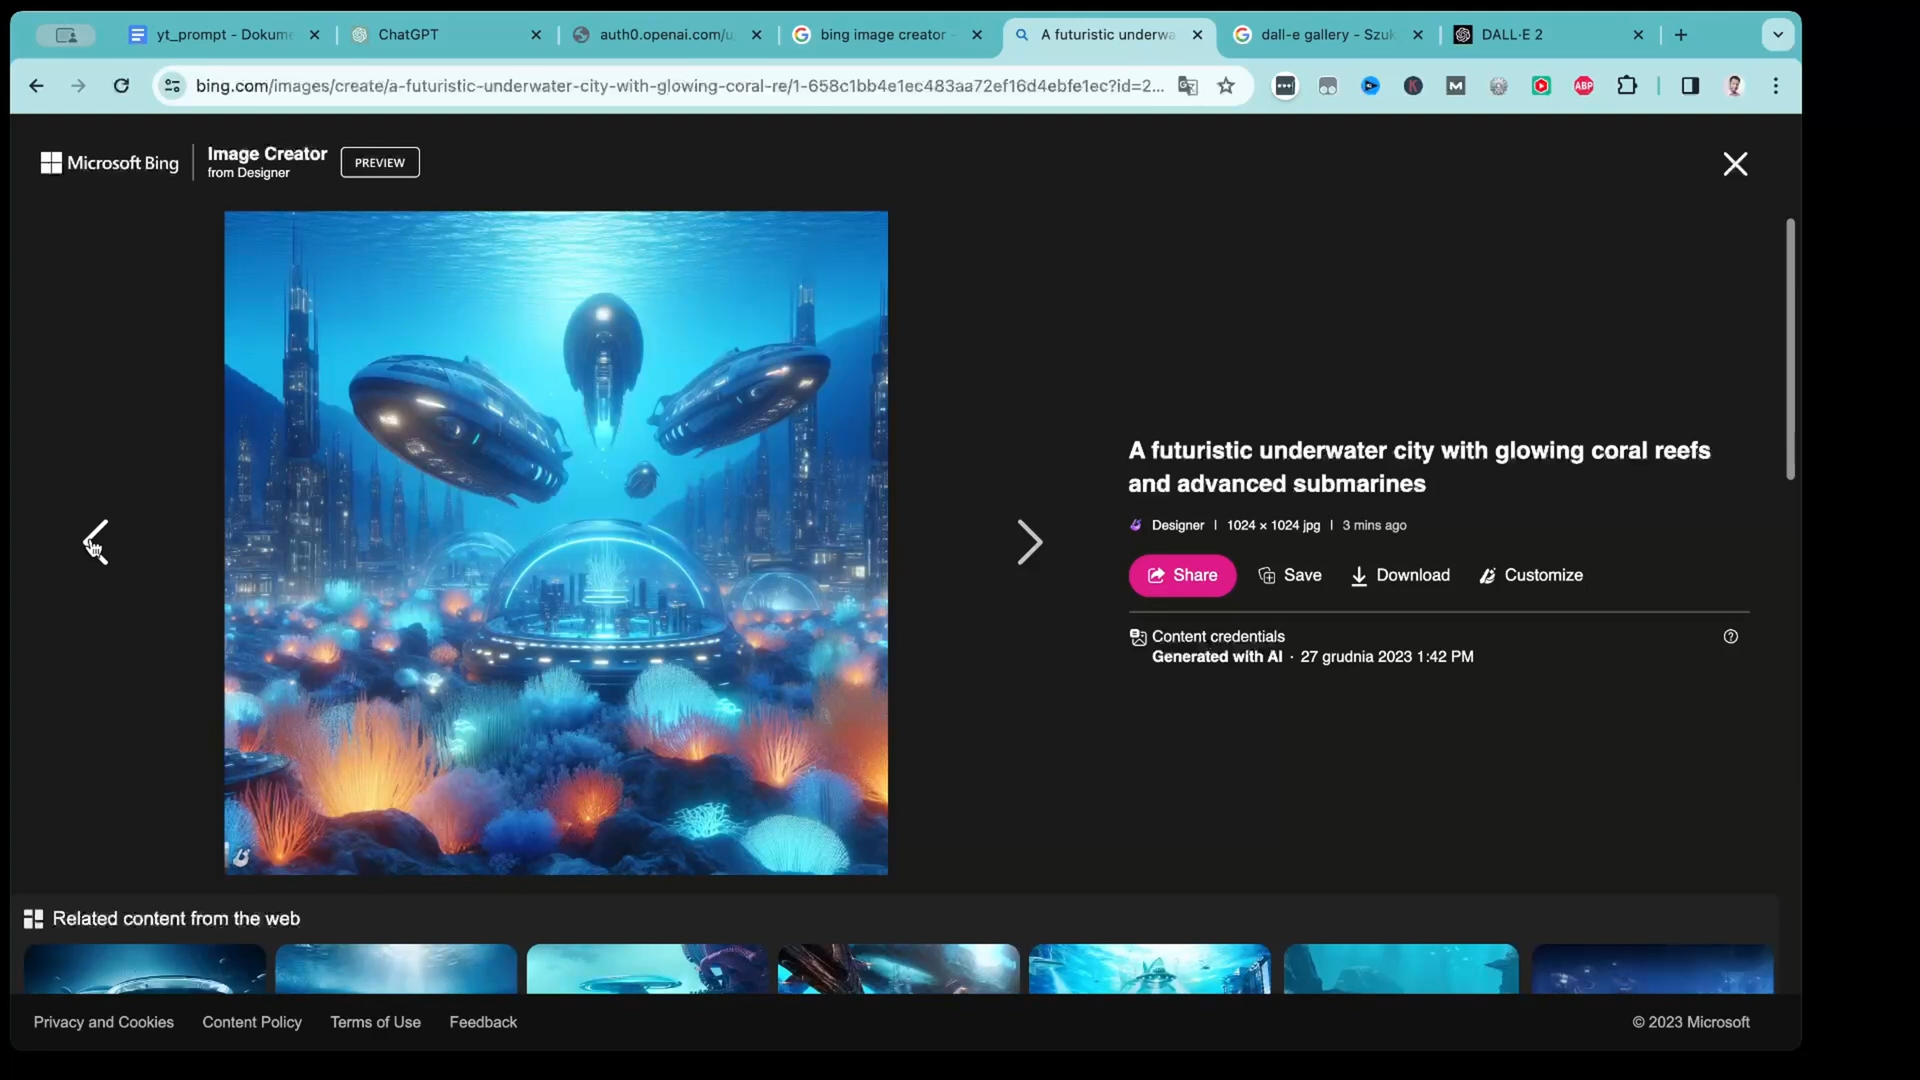 yt_prompt - Dokume
ChatGPT
auth0.openai.com/u
bing image creator -
A futuristic underwa
dall-e gallery - Szuk
DALL·E 2
bing.com/images/create/a-futuristic-underwater-city-with-glowing-coral-re/1-658c1bb4e1ec483aa72ef16d4ebfe1ec?id=2...
ABP
Microsoft Bing
Image Creator
from Designer
PREVIEW
A futuristic underwater city with glowing coral reefs
and advanced submarines
Designer | 1024 × 1024 jpg | 3 mins ago
Share
Save
Download
Customize
Content credentials
Generated with AI · 27 grudnia 2023 1:42 PM
Related content from the web
Privacy and Cookies
Content Policy
Terms of Use
Feedback
© 2023 Microsoft